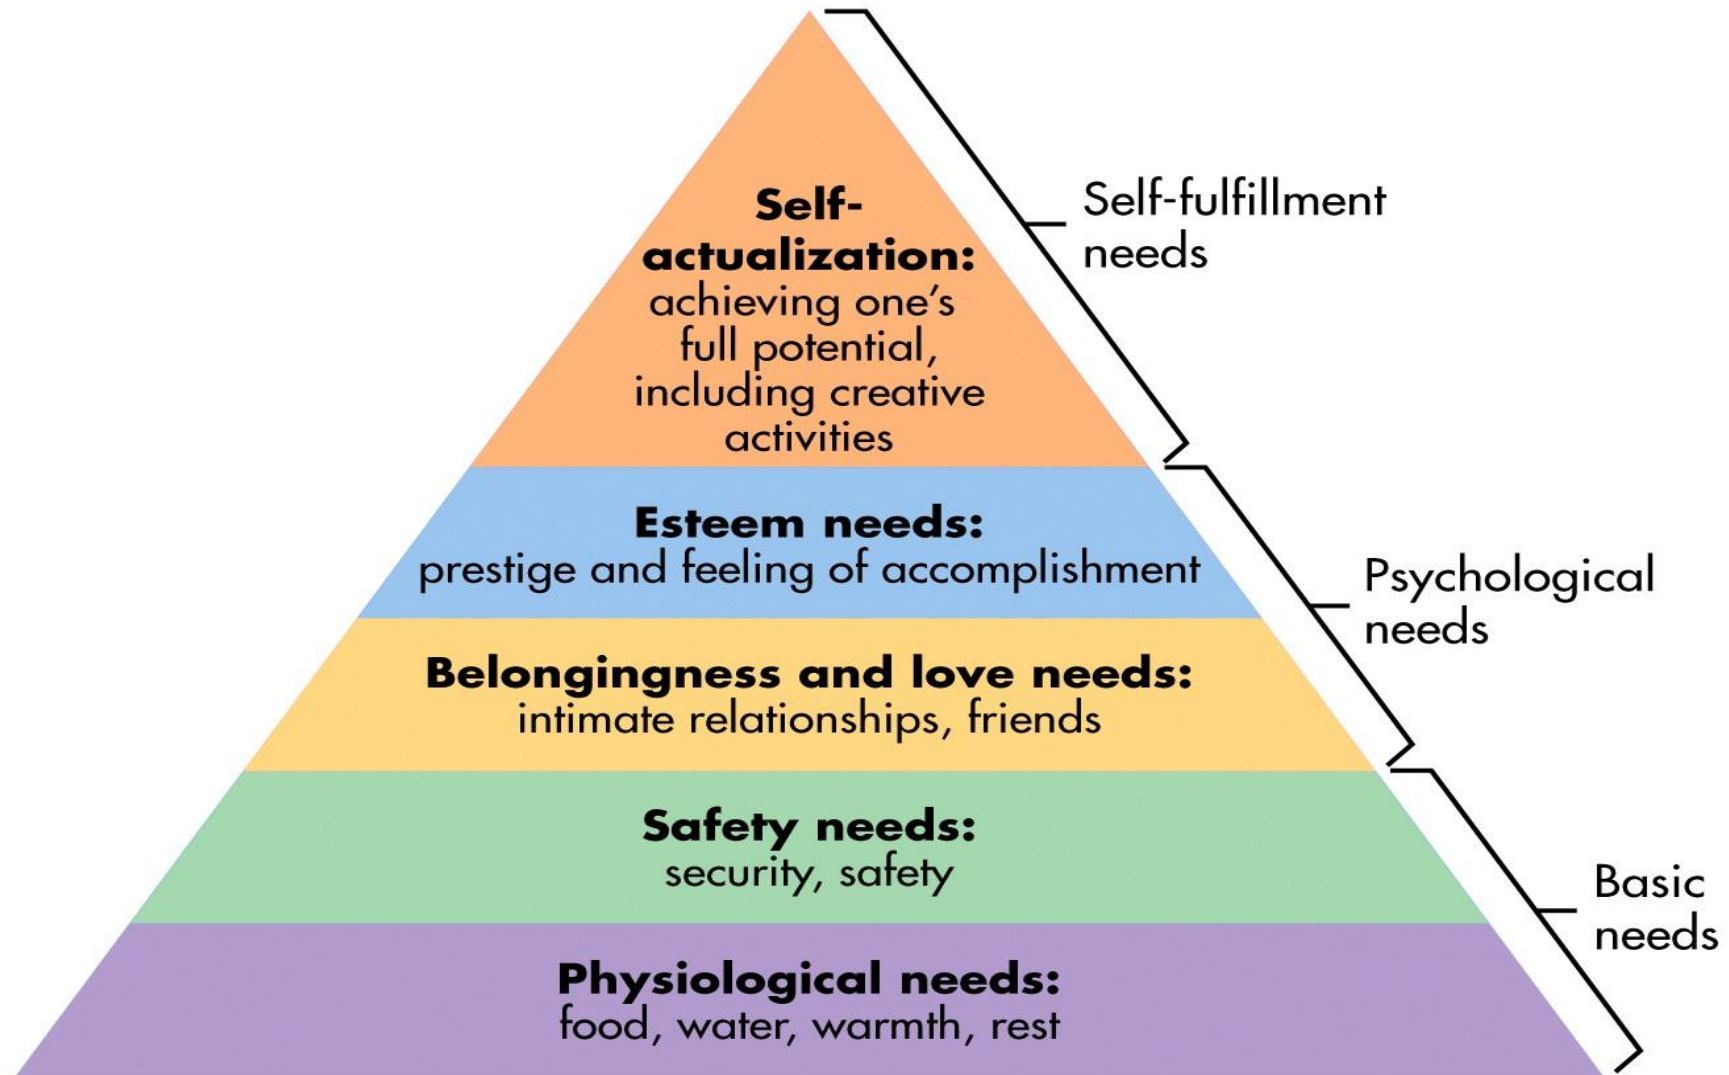 Self-
actualization:
achieving one’s
full potential,
including creative
activities
Self-fulfillment
needs
Esteem needs:
prestige and feeling of accomplishment
Psychological
needs
Belongingness and love needs:
intimate relationships, friends
Safety needs:
security, safety
Basic
needs
Physiological needs:
food, water, warmth, rest